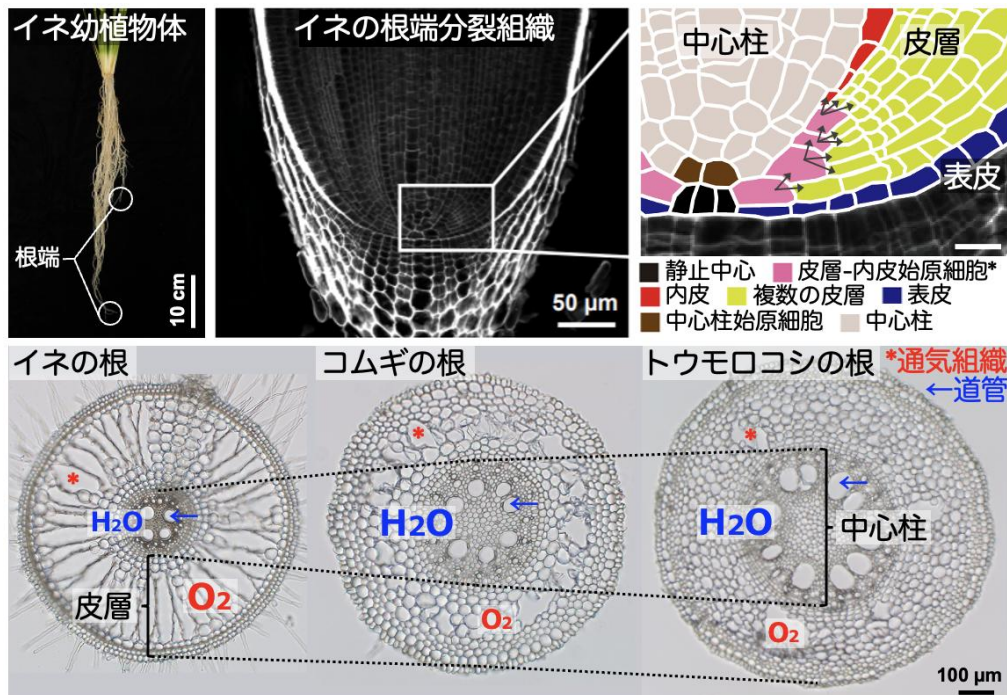 イネ幼植物体
根端
10 cm
イネの根端分裂組織
50 μm
中心柱
皮層
表皮
静止中心 皮層-内皮始原細胞*
内皮 複数の皮層 表皮
中心柱始原細胞 中心柱
イネの根
コムギの根
トウモロコシの根
*通気組織
←道管
*
H2O
←
皮層
O2
*
H2O
←
O2
*
H2O
←
中心柱
O2
100 μm